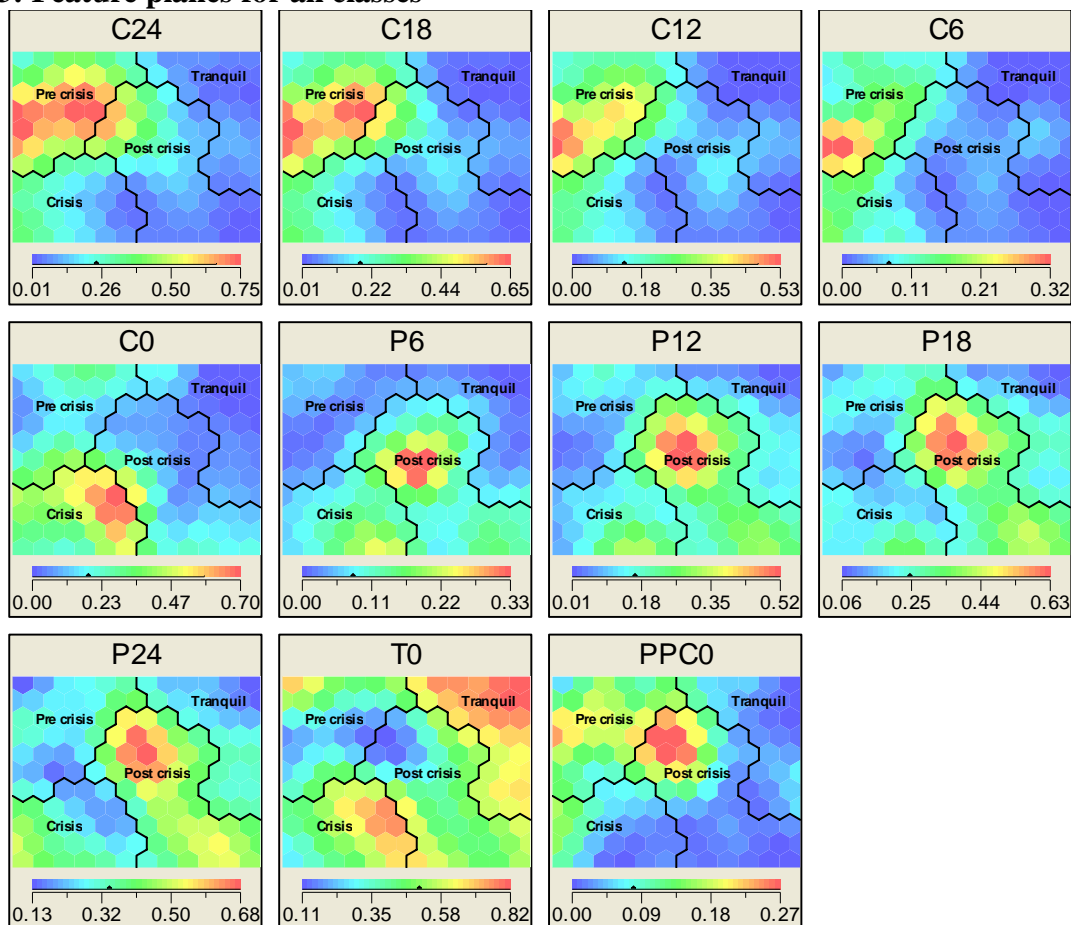 Feature planes for all classes
C24
Tranquil
Pre crisis
Post crisis
Crisis
0.01 0.26 0.50 0.75
C18
Tranquil
Pre crisis
Post crisis
Crisis
0.01 0.22 0.44 0.65
C12
Tranquil
Pre crisis
Post crisis
Crisis
0.00 0.18 0.35 0.53
C6
Tranquil
Pre crisis
Post crisis
Crisis
0.00 0.11 0.21 0.32
C0
Tranquil
Pre crisis
Post crisis
Crisis
0.00 0.23 0.47 0.70
P6
Tranquil
Pre crisis
Post crisis
Crisis
0.00 0.11 0.22 0.33
P12
Tranquil
Pre crisis
Post crisis
Crisis
0.01 0.18 0.35 0.52
P18
Tranquil
Pre crisis
Post crisis
Crisis
0.06 0.25 0.44 0.63
P24
Tranquil
Pre crisis
Post crisis
Crisis
0.13 0.32 0.50 0.68
T0
Tranquil
Pre crisis
Post crisis
Crisis
0.11 0.35 0.58 0.82
PPC0
Tranquil
Pre crisis
Post crisis
Crisis
0.00 0.09 0.18 0.27